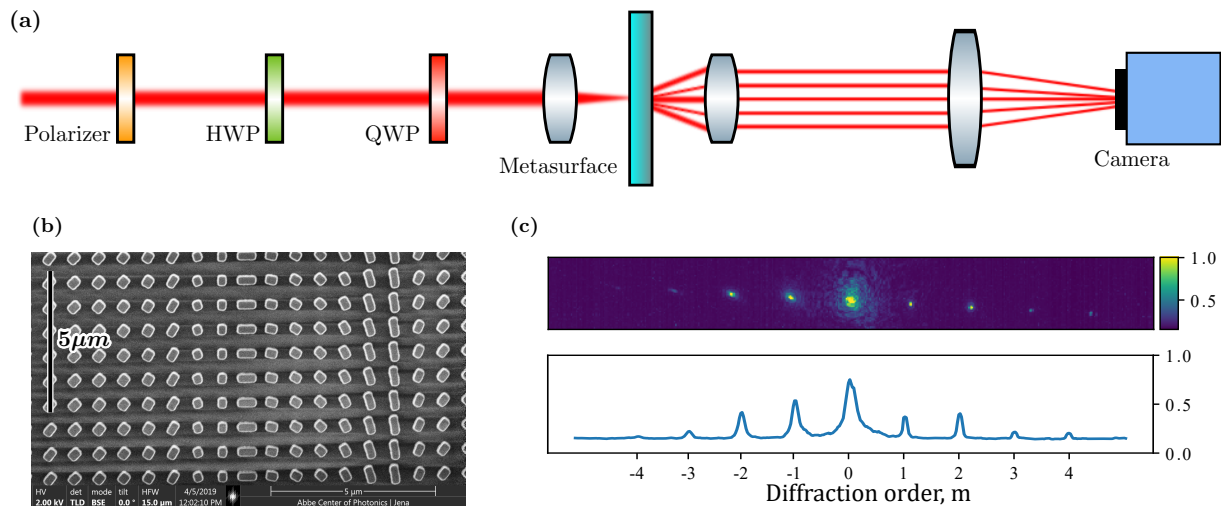 (a)
Polarizer
HWP
QWP
Metasurface
Camera
(b)
5μm
HV det mode tilt HFW 4/5/2019 5 μm
2.00 kV TLD BSE 0.0 ° 15.0 μm 12:02:10 PM Abbe Center of Photonics | Jena
(c)
1.0
0.5
1.0
0.5
0.0
-4 -3 -2 -1 0 1 2 3 4
Diffraction order, m